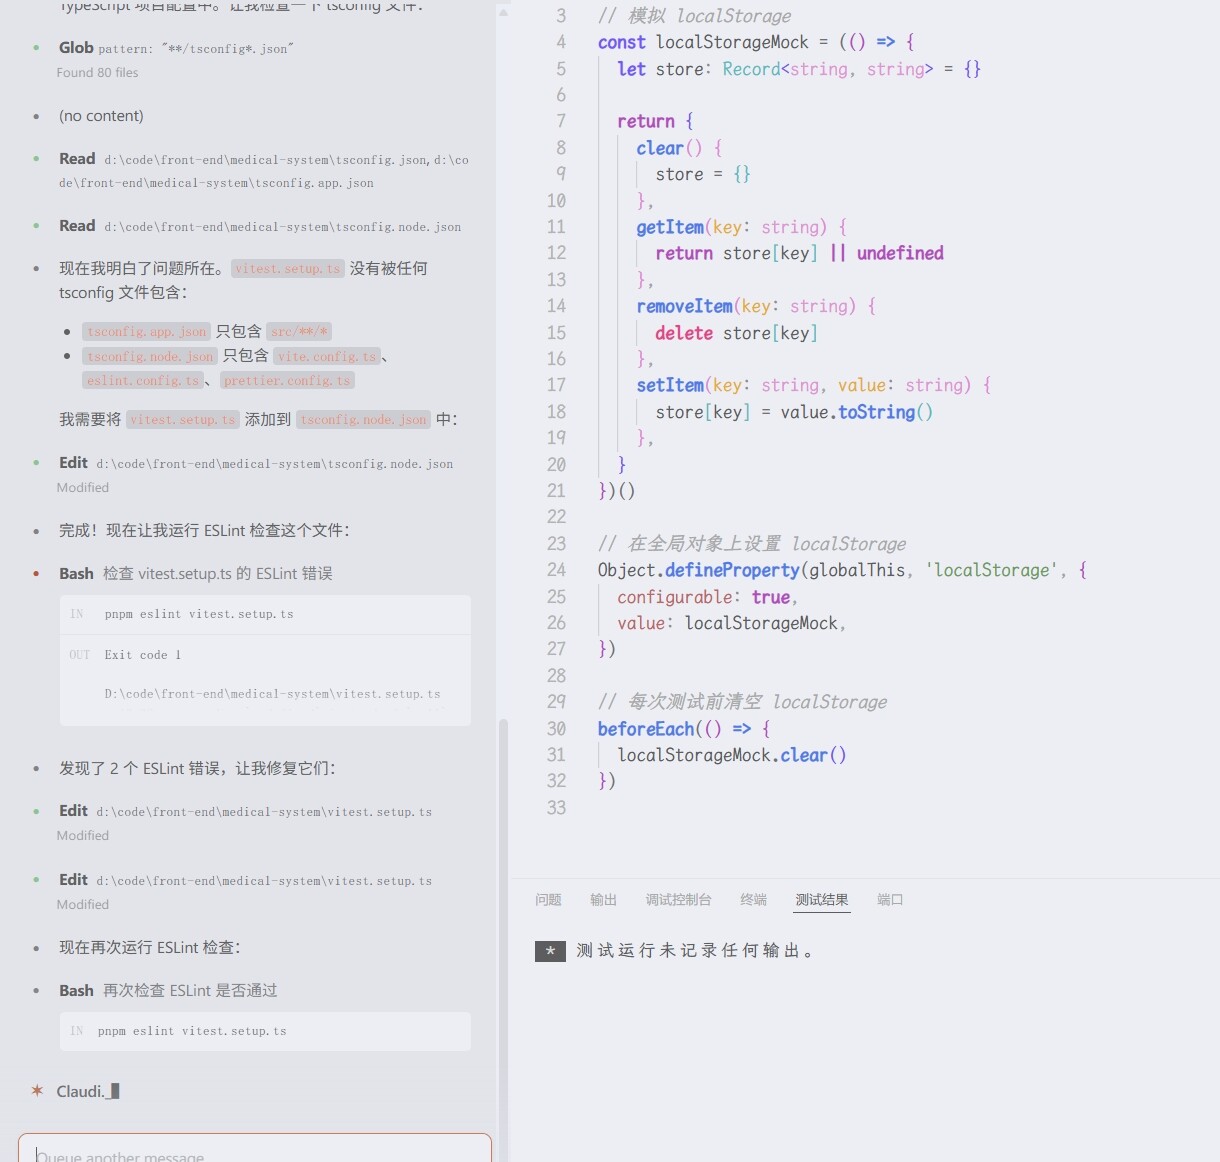 TypeScript 项目配置中。让我检查一下 tsconfig 文件：
Glob pattern: "**/tsconfig*.json"
Found 80 files
(no content)
Read d:\code\front-end\medical-system\tsconfig.json, d:\co
de\front-end\medical-system\tsconfig.app.json
Read d:\code\front-end\medical-system\tsconfig.node.json
现在我明白了问题所在。 vitest.setup.ts 没有被任何
tsconfig 文件包含：
tsconfig.app.json 只包含 src/**/*
tsconfig.node.json 只包含 vite.config.ts 、
eslint.config.ts 、 prettier.config.ts
我需要将 vitest.setup.ts 添加到 tsconfig.node.json 中：
Edit d:\code\front-end\medical-system\tsconfig.node.json
Modified
完成！现在让我运行 ESLint 检查这个文件：
Bash 检查 vitest.setup.ts 的 ESLint 错误
IN pnpm eslint vitest.setup.ts
OUT Exit code 1
D:\code\front-end\medical-system\vitest.setup.ts
发现了 2 个 ESLint 错误，让我修复它们：
Edit d:\code\front-end\medical-system\vitest.setup.ts
Modified
Edit d:\code\front-end\medical-system\vitest.setup.ts
Modified
现在再次运行 ESLint 检查：
Bash 再次检查 ESLint 是否通过
IN pnpm eslint vitest.setup.ts
Claudi._
Queue another message
3 // 模拟 localStorage
4 const localStorageMock = (() => {
5 let store: Record<string, string> = {}
6
7 return {
8 clear() {
9 store = {}
10 },
11 getItem(key: string) {
12 return store[key] || undefined
13 },
14 removeItem(key: string) {
15 delete store[key]
16 },
17 setItem(key: string, value: string) {
18 store[key] = value.toString()
19 },
20 }
21 })()
22
23 // 在全局对象上设置 localStorage
24 Object.defineProperty(globalThis, 'localStorage', {
25 configurable: true,
26 value: localStorageMock,
27 })
28
29 // 每次测试前清空 localStorage
30 beforeEach(() => {
31 localStorageMock.clear()
32 })
33
问题 输出 调试控制台 终端 测试结果 端口
* 测试运行未记录任何输出。